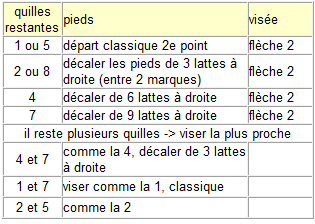 quilles restantes pieds visée
1 ou 5 départ classique 2e point flèche 2
2 ou 8 décaler les pieds de 3 lattes à droite (entre 2 marques) flèche 2
4 décaler de 6 lattes à droite flèche 2
7 décaler de 9 lattes à droite flèche 2
il reste plusieurs quilles -> viser la plus proche
4 et 7 comme la 4, décaler de 3 lattes à droite
1 et 7 viser comme la 1, classique
2 et 5 comme la 2